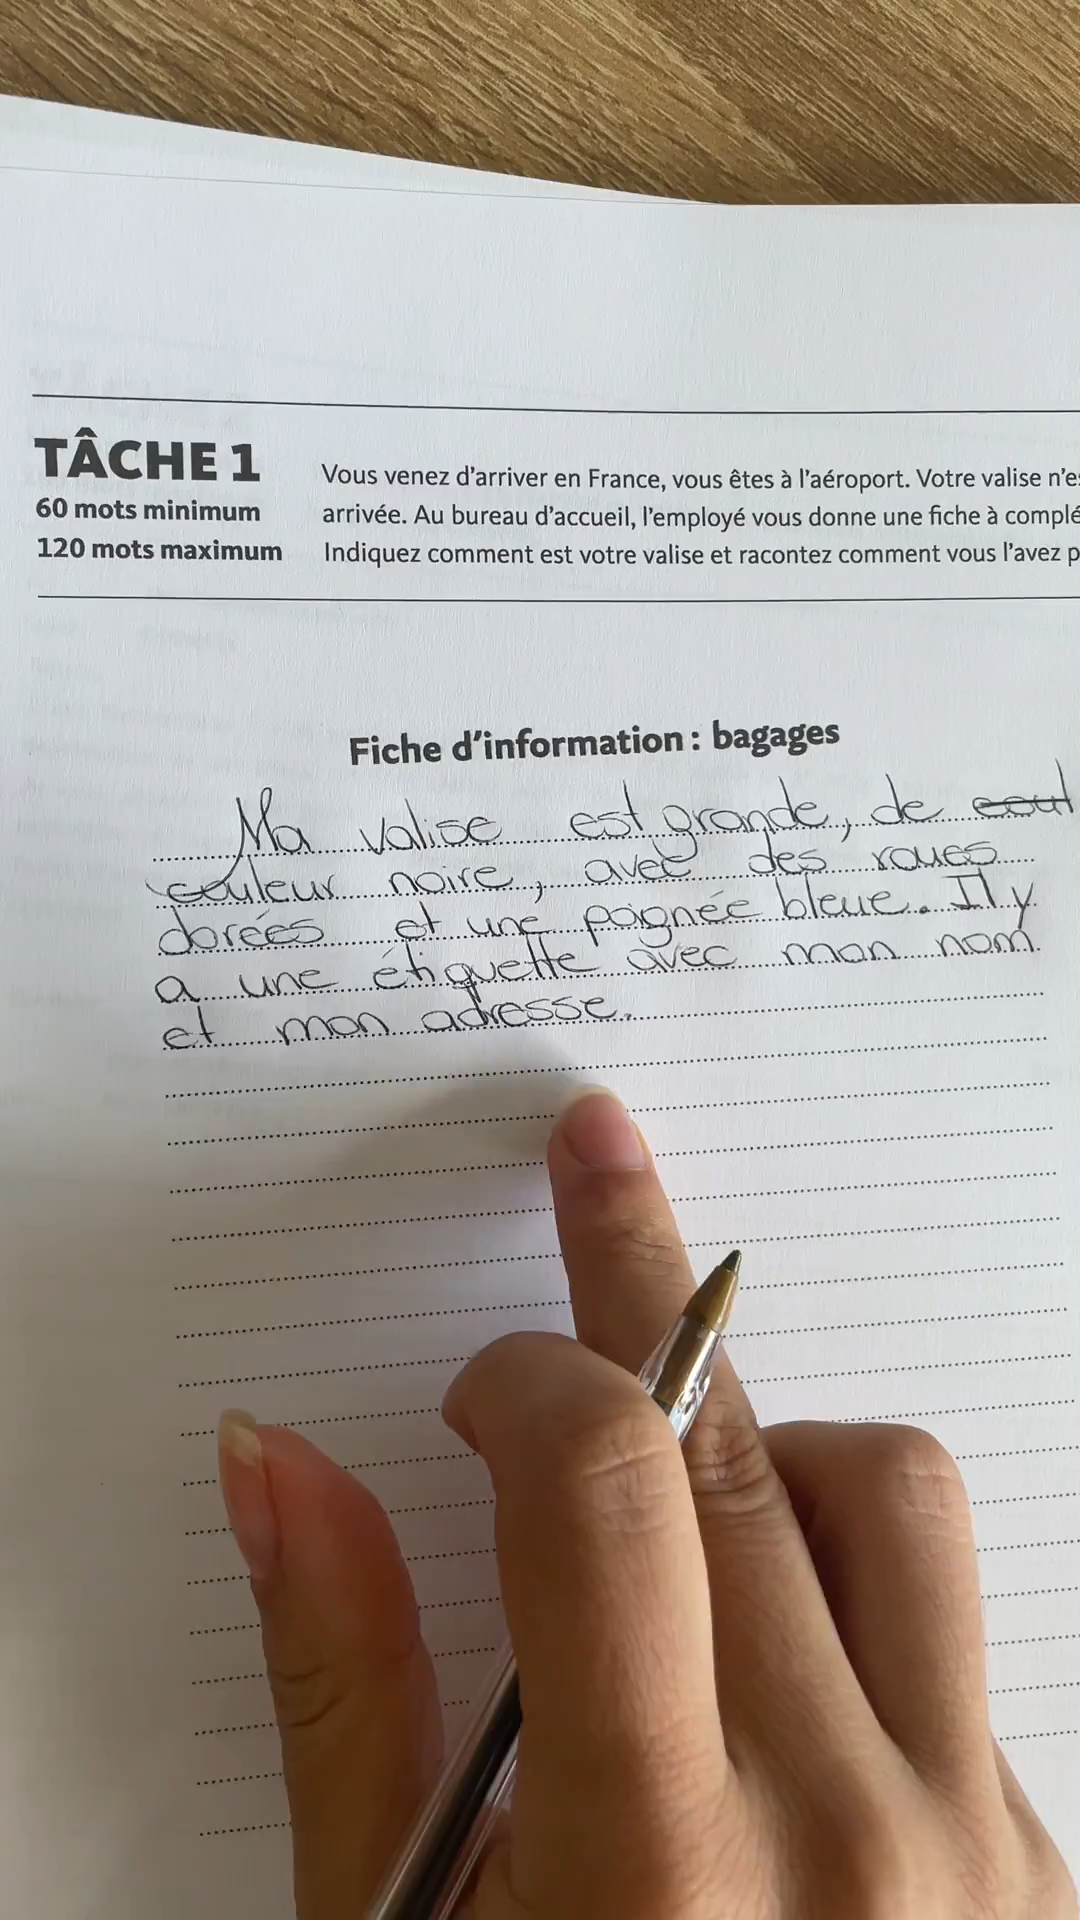 TÂCHE 1
60 mots minimum
120 mots maximum
Vous venez d'arriver en France, vous êtes à l'aéroport. Votre valise n'es
arrivée. Au bureau d'accueil, l'employé vous donne une fiche à complé
Indiquez comment est votre valise et racontez comment vous l'avez p
Fiche d'information : bagages
Ma valise est grande, de coul
couleur noire, avec des roues
dorées et une poignée bleue. Il y
a une étiquette avec mon nom
et mon adresse.